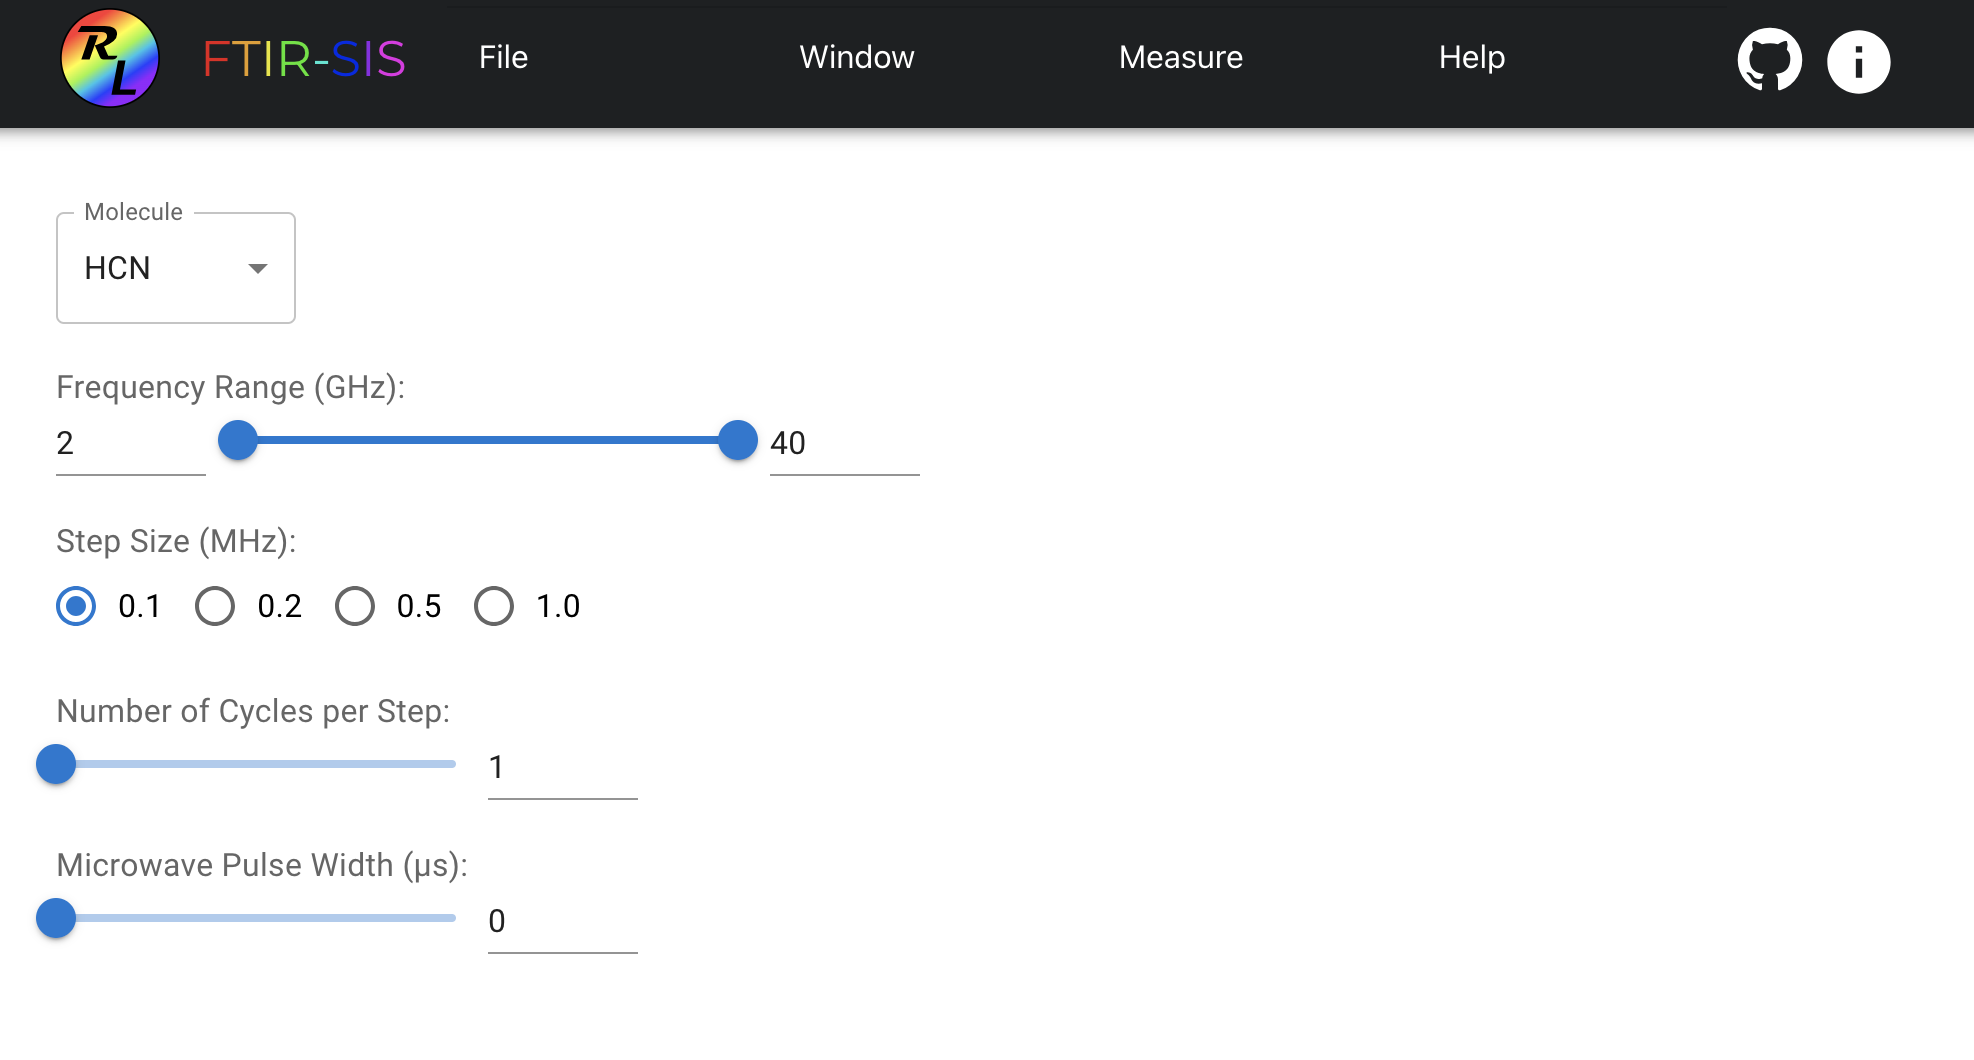 RL FTIR-SIS File Window Measure Help
Molecule
HCN
Frequency Range (GHz):
2 40
Step Size (MHz):
0.1 0.2 0.5 1.0
Number of Cycles per Step:
1
Microwave Pulse Width (μs):
0